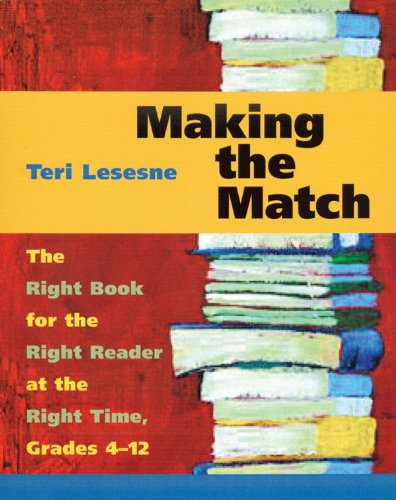 Making
the
Match
Teri Lesesne
The
Right Book
for the
Right Reader
at the
Right Time,
Grades 4–12